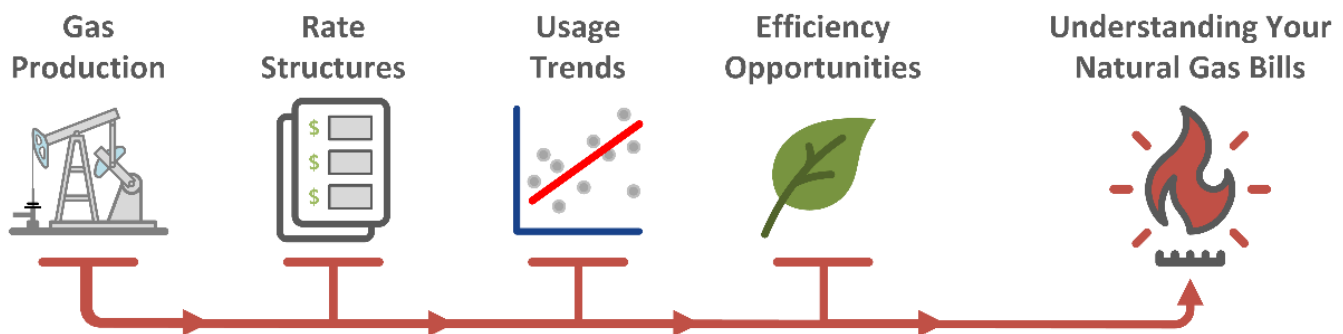 Gas
Production
Rate
Structures
$
$
$
Usage
Trends
Efficiency
Opportunities
Understanding Your
Natural Gas Bills